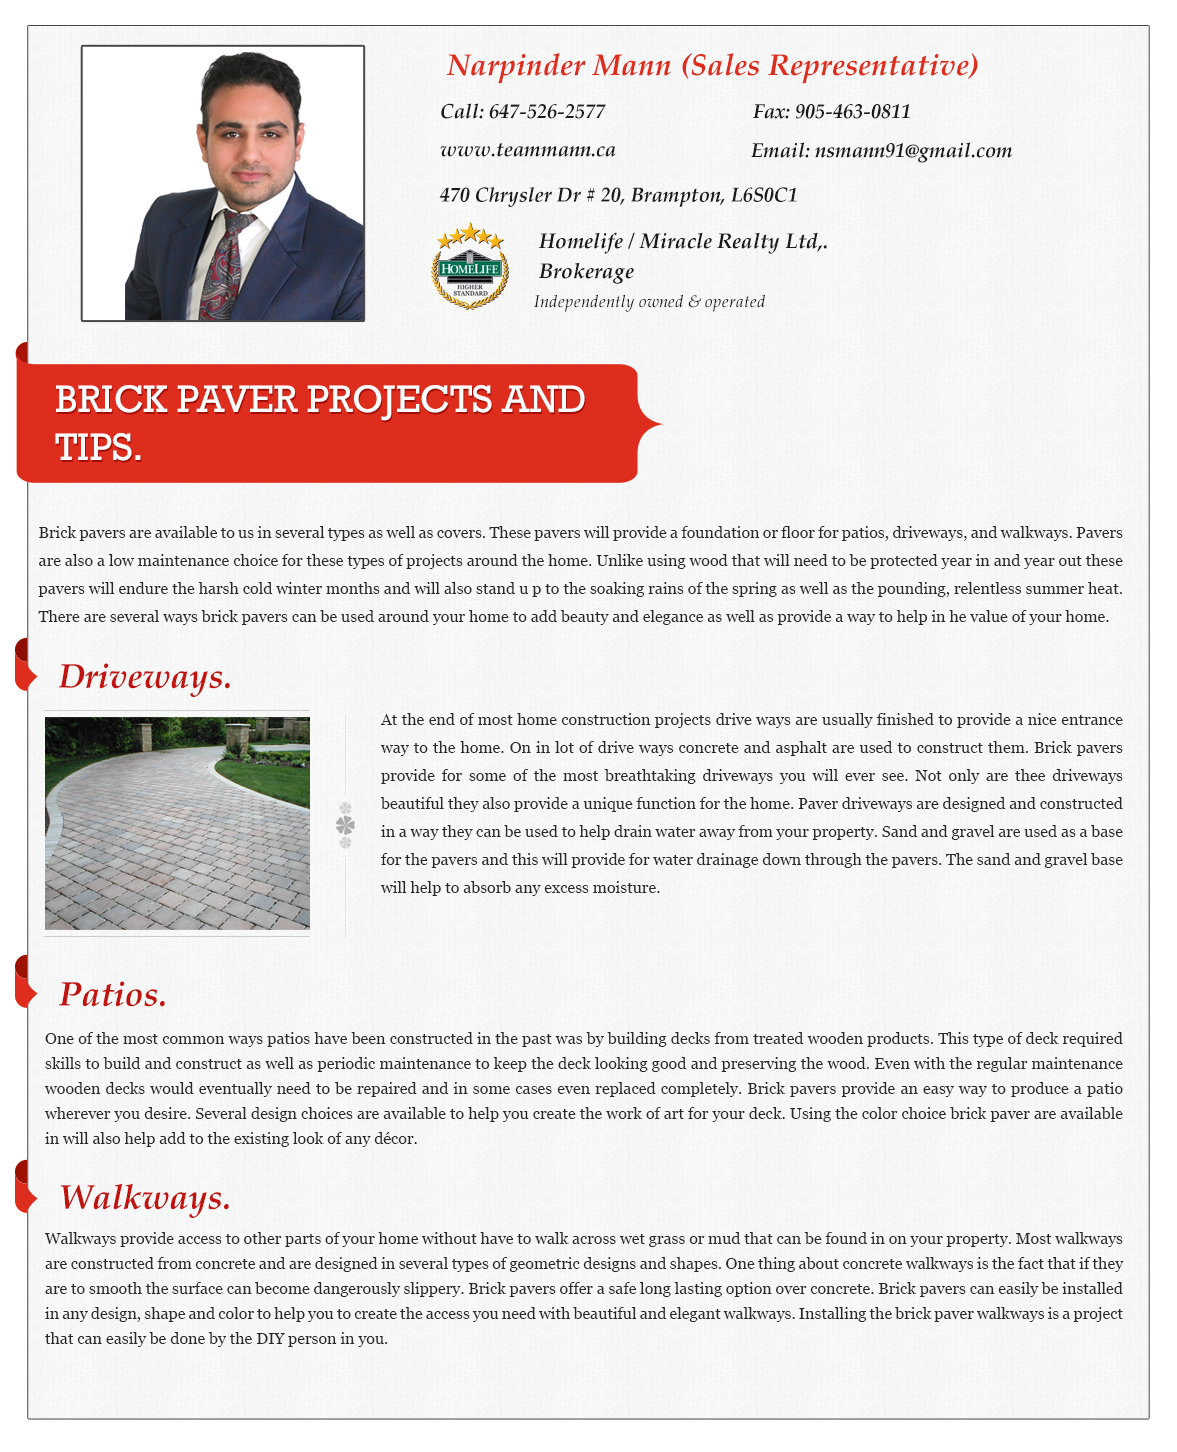 Narpinder Mann (Sales Representative)
Call: 647-526-2577
Fax: 905-463-0811
www.teammann.ca
Email: nsmann91@gmail.com
470 Chrysler Dr # 20, Brampton, L6S0C1
HOMELIFE
HIGHER
STANDARD
Homelife / Miracle Realty Ltd,.
Brokerage
Independently owned & operated
BRICK PAVER PROJECTS AND
TIPS.
Brick pavers are available to us in several types as well as covers. These pavers will provide a foundation or floor for patios, driveways, and walkways. Pavers
are also a low maintenance choice for these types of projects around the home. Unlike using wood that will need to be protected year in and year out these
pavers will endure the harsh cold winter months and will also stand u p to the soaking rains of the spring as well as the pounding, relentless summer heat.
There are several ways brick pavers can be used around your home to add beauty and elegance as well as provide a way to help in he value of your home.
Driveways.
At the end of most home construction projects drive ways are usually finished to provide a nice entrance
way to the home. On in lot of drive ways concrete and asphalt are used to construct them. Brick pavers
provide for some of the most breathtaking driveways you will ever see. Not only are thee driveways
beautiful they also provide a unique function for the home. Paver driveways are designed and constructed
in a way they can be used to help drain water away from your property. Sand and gravel are used as a base
for the pavers and this will provide for water drainage down through the pavers. The sand and gravel base
will help to absorb any excess moisture.
Patios.
One of the most common ways patios have been constructed in the past was by building decks from treated wooden products. This type of deck required
skills to build and construct as well as periodic maintenance to keep the deck looking good and preserving the wood. Even with the regular maintenance
wooden decks would eventually need to be repaired and in some cases even replaced completely. Brick pavers provide an easy way to produce a patio
wherever you desire. Several design choices are available to help you create the work of art for your deck. Using the color choice brick paver are available
in will also help add to the existing look of any décor.
Walkways.
Walkways provide access to other parts of your home without have to walk across wet grass or mud that can be found in on your property. Most walkways
are constructed from concrete and are designed in several types of geometric designs and shapes. One thing about concrete walkways is the fact that if they
are to smooth the surface can become dangerously slippery. Brick pavers offer a safe long lasting option over concrete. Brick pavers can easily be installed
in any design, shape and color to help you to create the access you need with beautiful and elegant walkways. Installing the brick paver walkways is a project
that can easily be done by the DIY person in you.